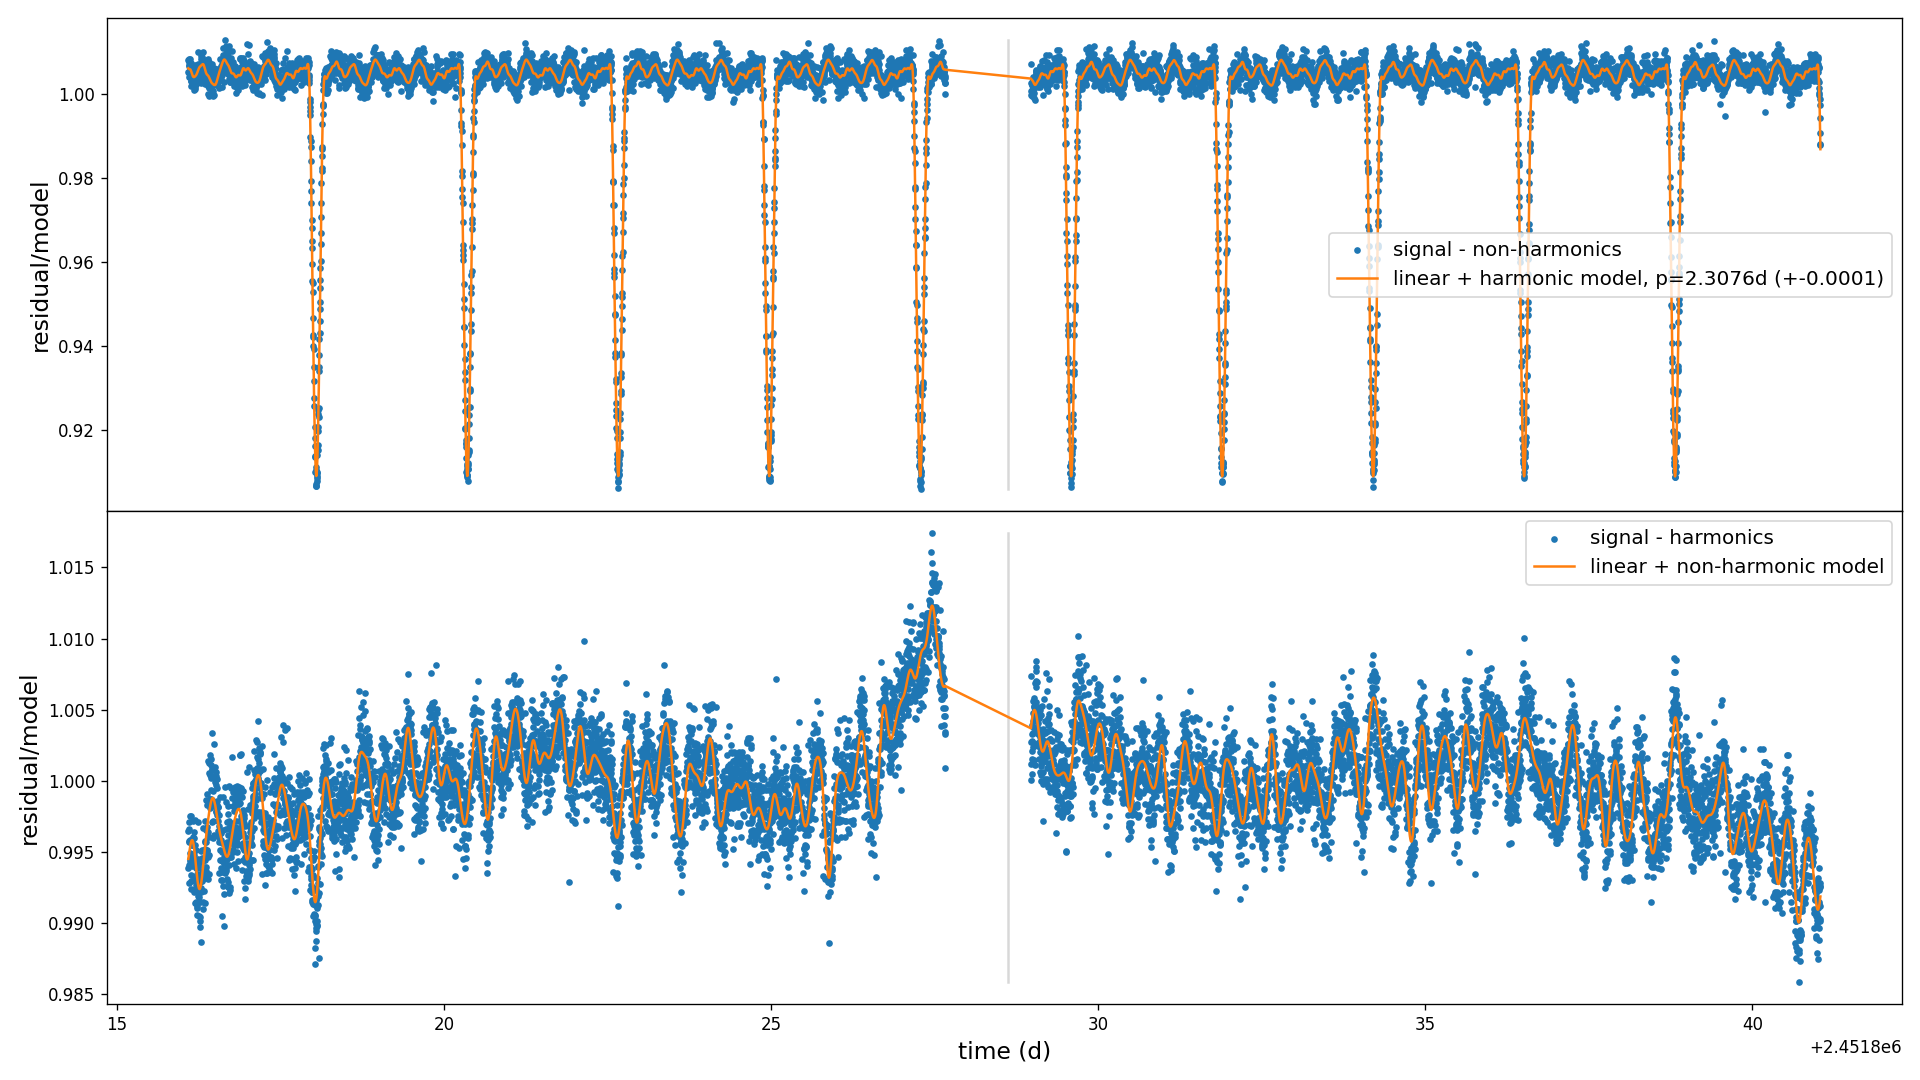 1.00
0.98
0.96
0.94
0.92
residual/model
signal - non-harmonics
linear + harmonic model, p=2.3076d (+-0.0001)
1.015
1.010
1.005
1.000
0.995
0.990
0.985
residual/model
signal - harmonics
linear + non-harmonic model
15 20 25 30 35 40
time (d)
+2.4518e6